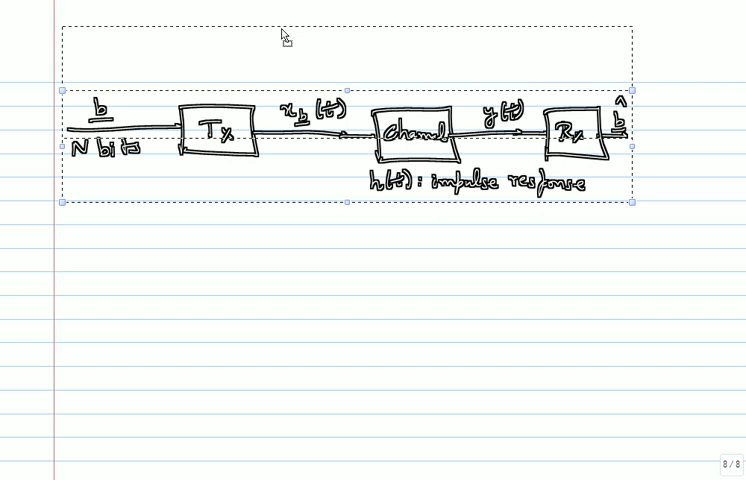 b x_b(t) y(t) b̂
Tx Channel Rx
N bits
h(t): impulse response
8 / 8